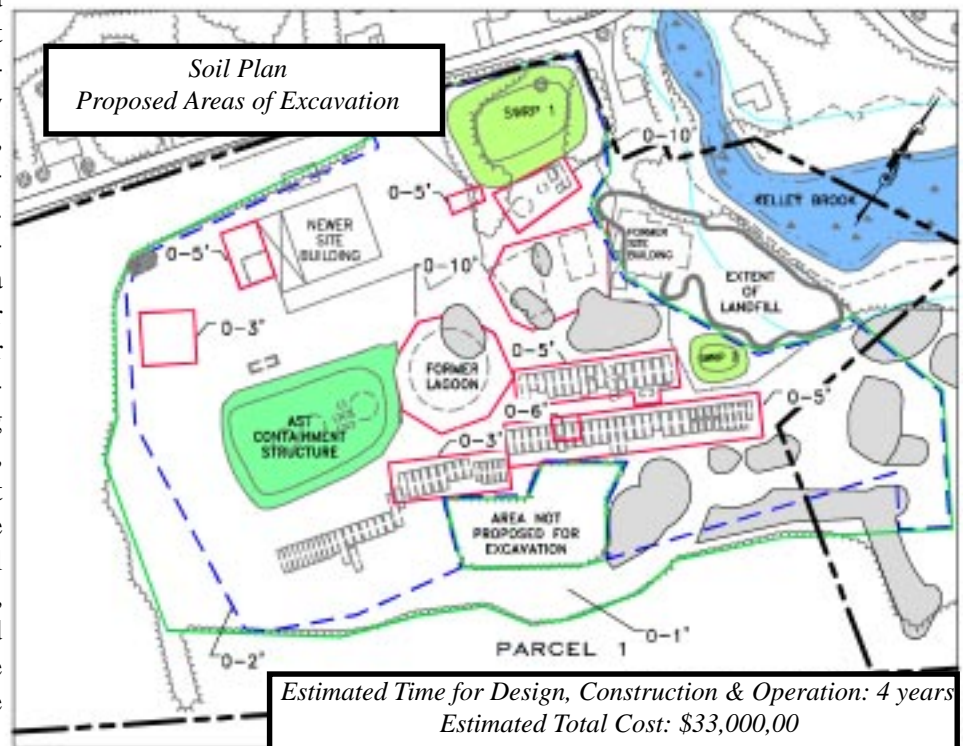 Soil Plan
Proposed Areas of Excavation
SWRP 1
0-10'
0-5'
KELLEY BROOK
NEWER
SITE
BUILDING
0-5'
FORMER
SITE
BUILDING
0-10'
EXTENT
OF
LANDFILL
0-3'
0-5'
FORMER
LAGOON
0-6'
0-5'
AST
CONTAINMENT
STRUCTURE
0-3'
AREA NOT
PROPOSED FOR
EXCAVATION
0-1'
PARCEL 1
0-2'
Estimated Time for Design, Construction & Operation: 4 years
Estimated Total Cost: $33,000,00